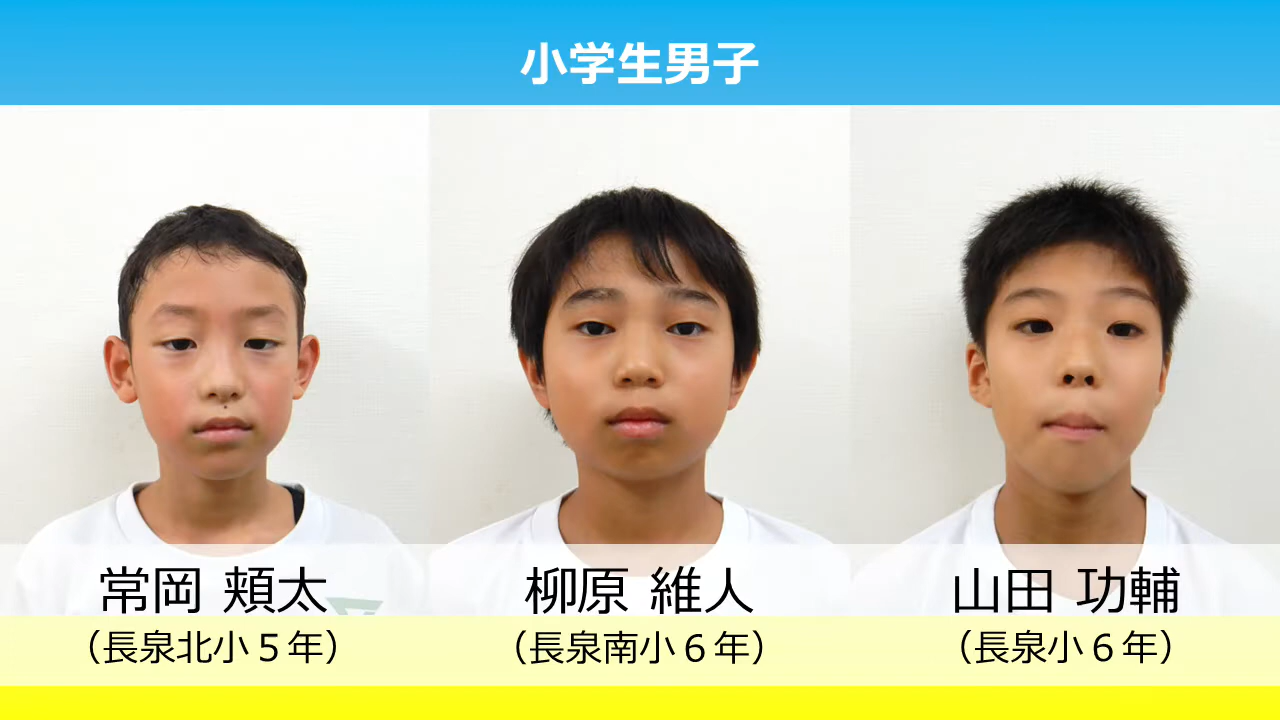 小学生男子
常岡 頬太
(長泉北小５年)
柳原 維人
(長泉南小６年)
山田 功輔
(長泉小６年)